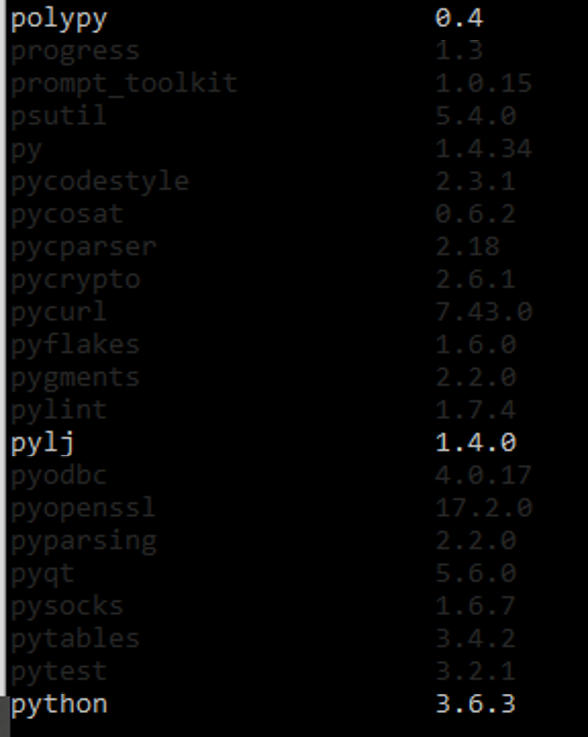 polypy 0.4
progress 1.3
prompt_toolkit 1.0.15
psutil 5.4.0
py 1.4.34
pycodestyle 2.3.1
pycosat 0.6.2
pycparser 2.18
pycrypto 2.6.1
pycurl 7.43.0
pyflakes 1.6.0
pygments 2.2.0
pylint 1.7.4
pylj 1.4.0
pyodbc 4.0.17
pyopenssl 17.2.0
pyparsing 2.2.0
pyqt 5.6.0
pysocks 1.6.7
pytables 3.4.2
pytest 3.2.1
python 3.6.3